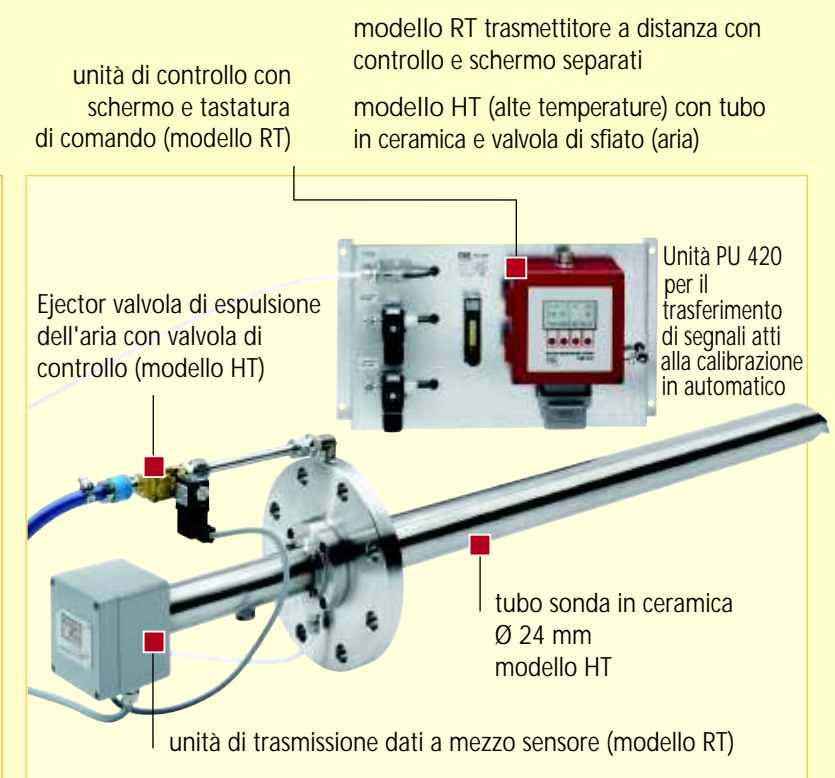 modello RT trasmettitore a distanza con
controllo e schermo separati
modello HT (alte temperature) con tubo
in ceramica e valvola di sfiato (aria)
unità di controllo con
schermo e tastatura
di comando (modello RT)
Unità PU 420
per il
trasferimento
di segnali atti
alla calibrazione
in automatico
Ejector valvola di espulsione
dell'aria con valvola di
controllo (modello HT)
tubo sonda in ceramica
Ø 24 mm
modello HT
unità di trasmissione dati a mezzo sensore (modello RT)